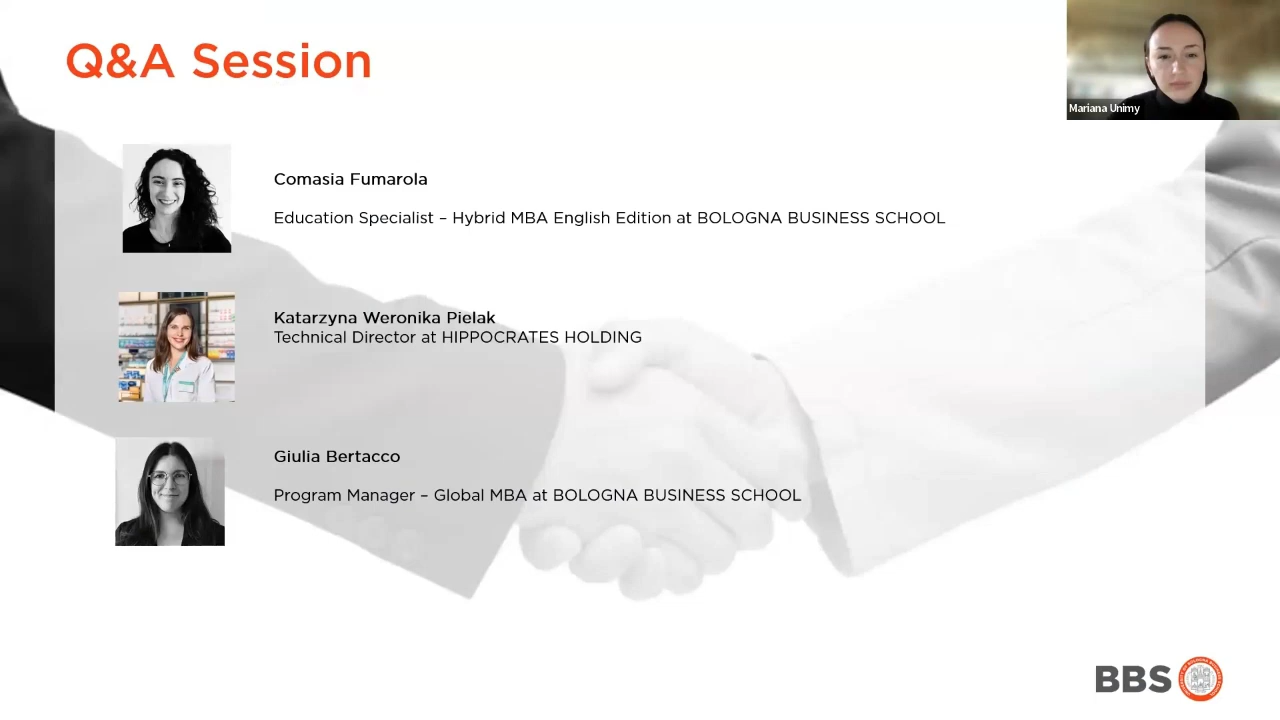 Q&A Session
Mariana Unimy
Comasia Fumarola
Education Specialist – Hybrid MBA English Edition at BOLOGNA BUSINESS SCHOOL
Katarzyna Weronika Pielak
Technical Director at HIPPOCRATES HOLDING
Giulia Bertacco
Program Manager – Global MBA at BOLOGNA BUSINESS SCHOOL
BBS